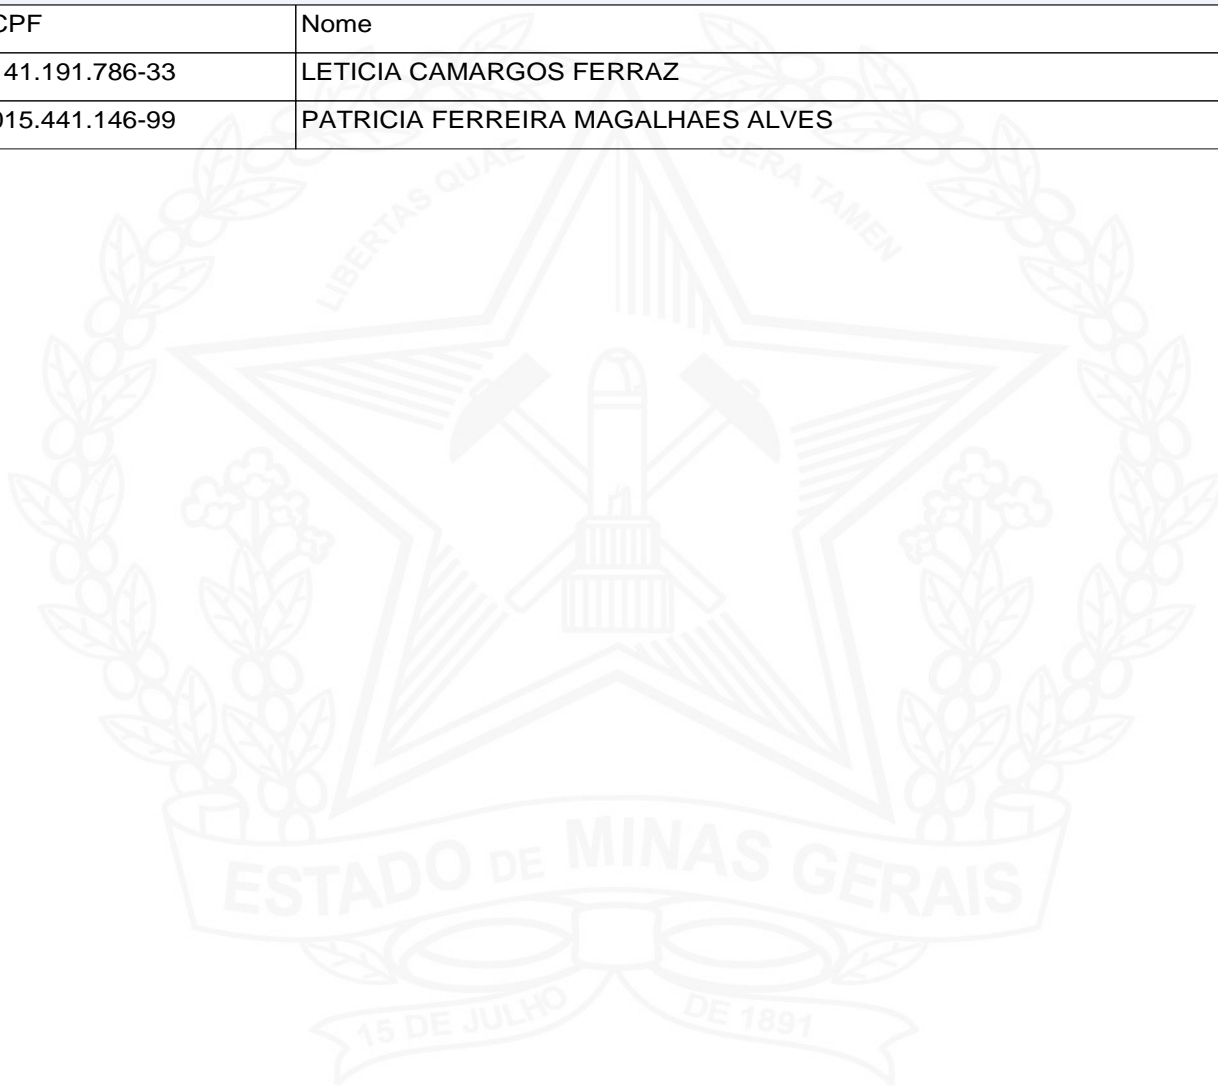 CPF Nome
41.191.786-33 LETICIA CAMARGOS FERRAZ
015.441.146-99 PATRICIA FERREIRA MAGALHAES ALVES
LIBERTAS QUAE SERA TAMEN
ESTADO DE MINAS GERAIS
15 DE JULHO DE 1891